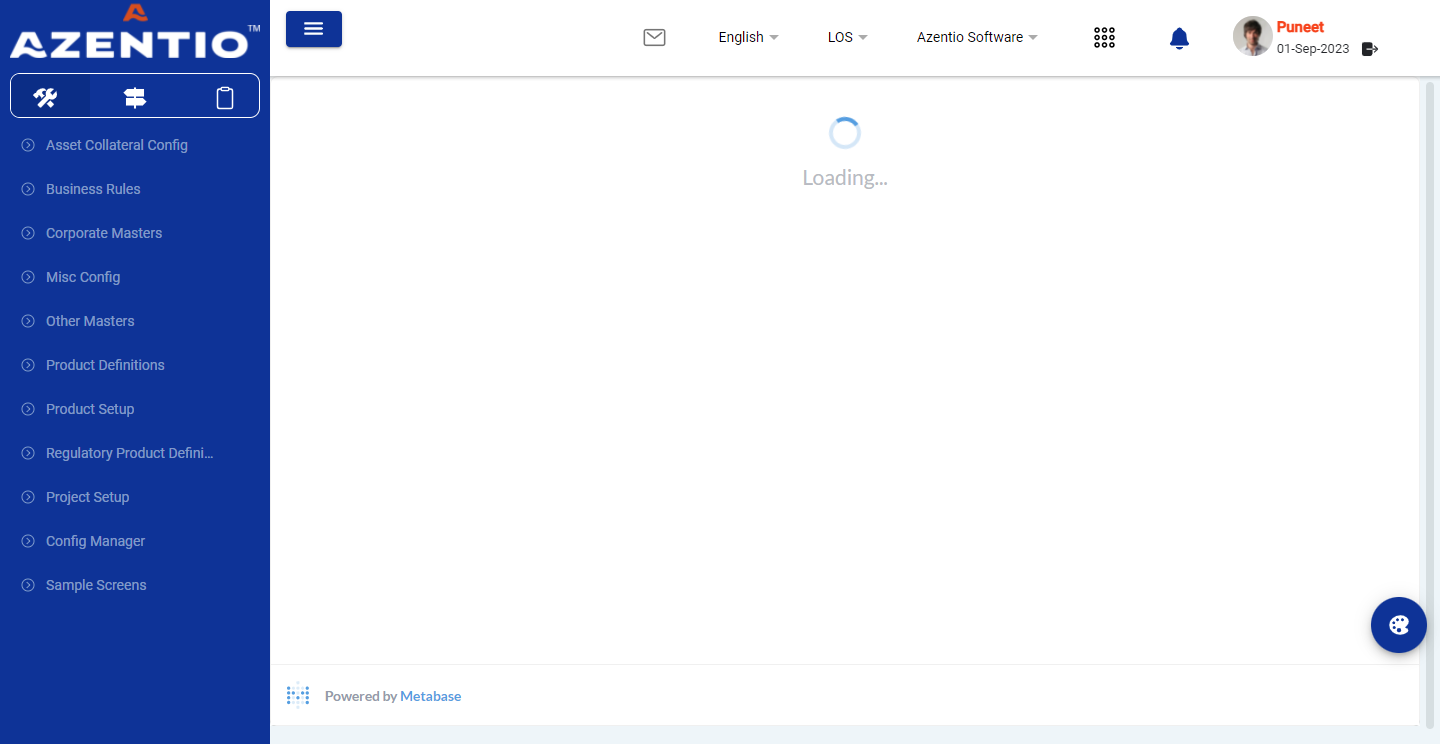 AZENTIO™
English
LOS
Azentio Software
Puneet
01-Sep-2023
Asset Collateral Config
Business Rules
Corporate Masters
Misc Config
Other Masters
Product Definitions
Product Setup
Regulatory Product Defini...
Project Setup
Config Manager
Sample Screens
Loading...
Powered by Metabase